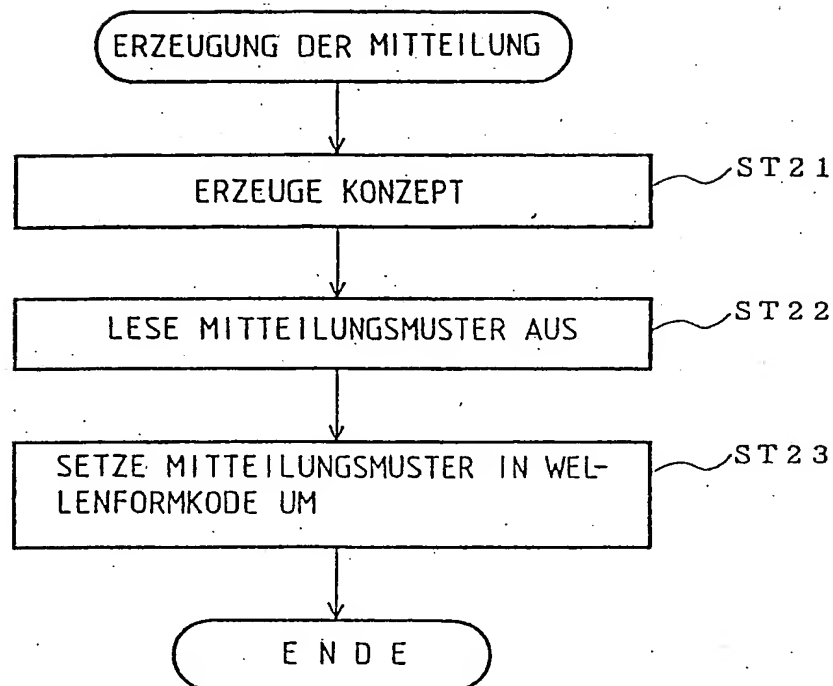 ERZEUGUNG DER MITTEILUNG
ERZEUGE KONZEPT
ST21
LESE MITTEILUNGSMUSTER AUS
ST22
SETZE MITTEILUNGSMUSTER IN WEL-
LENFORMKODE UM
ST23
ENDE